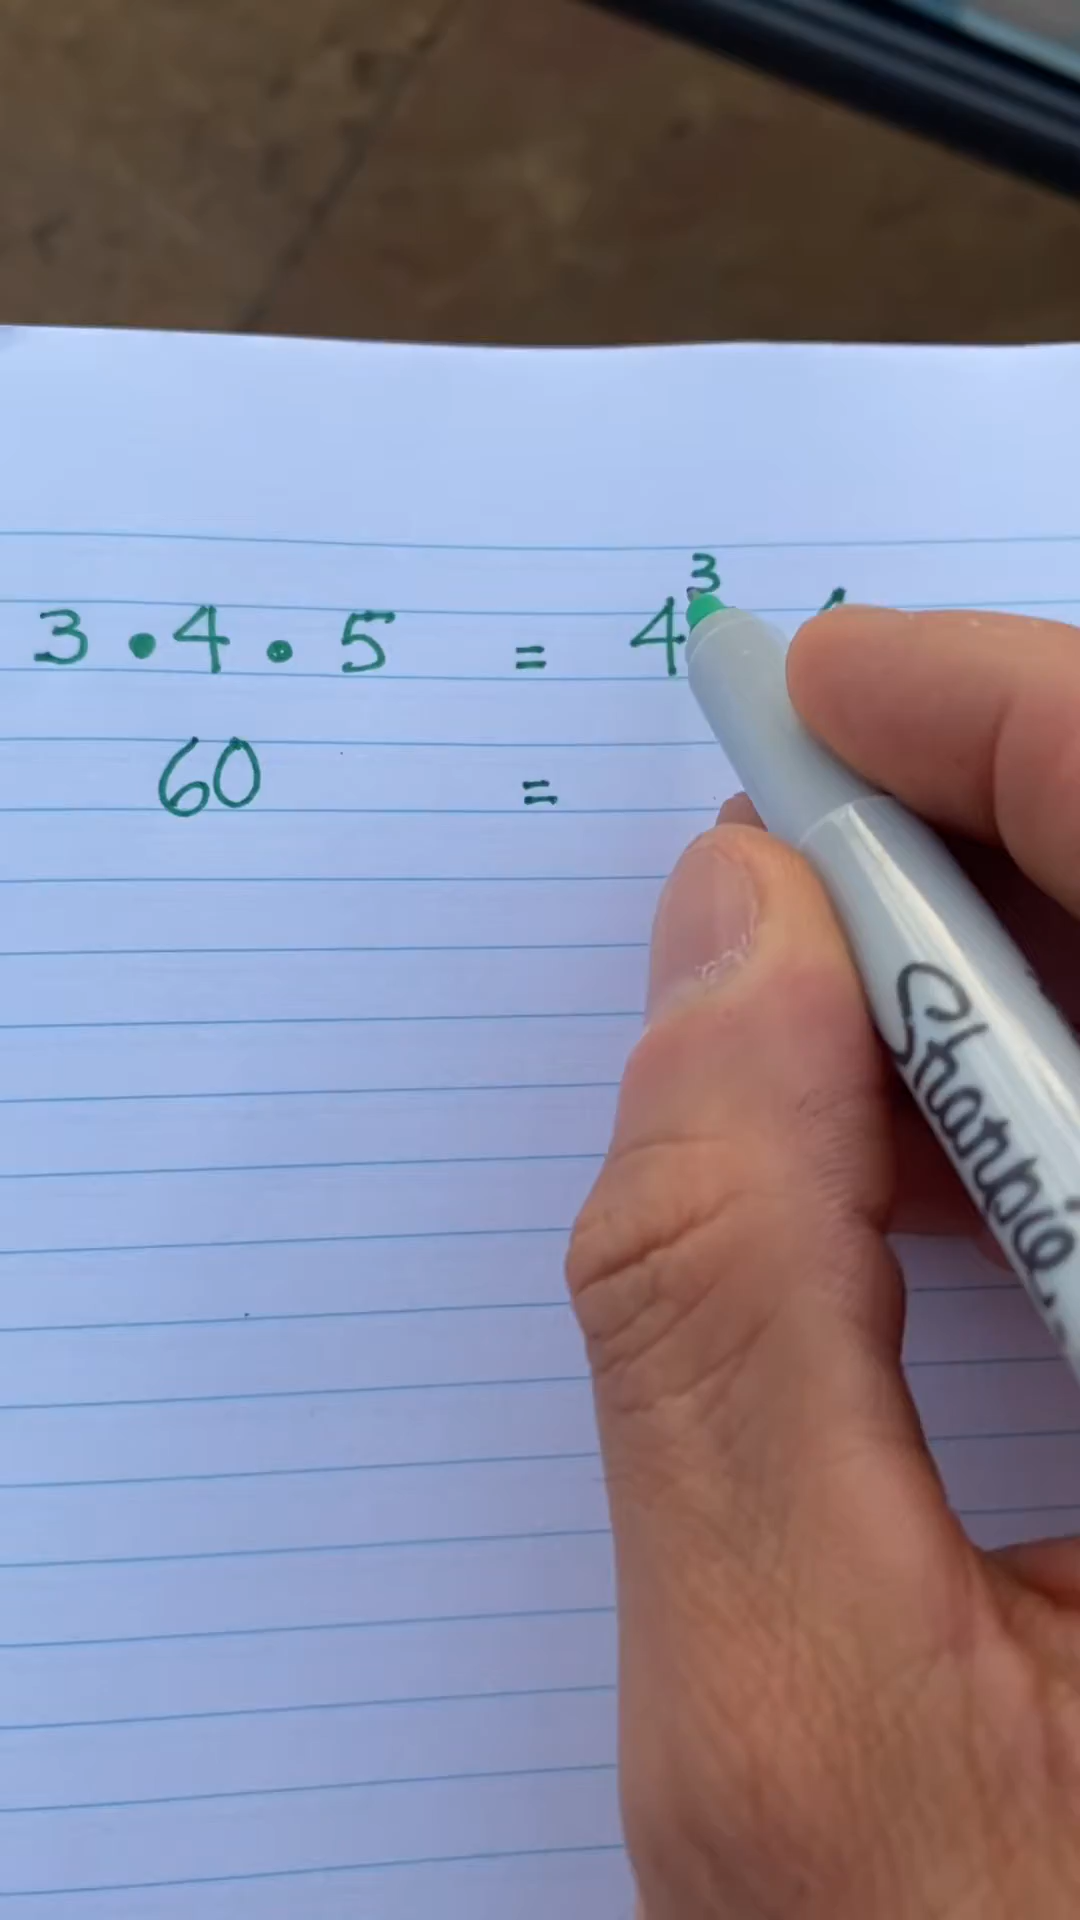 3 • 4 • 5 = 4³
60 =
Sharpie